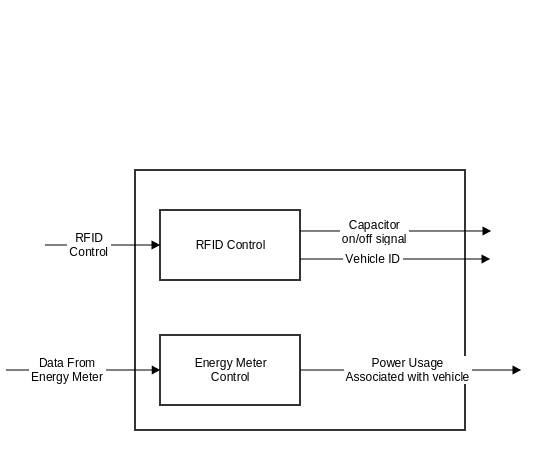 RFID
Control
RFID Control
Capacitor
on/off signal
Vehicle ID
Data From
Energy Meter
Energy Meter
Control
Power Usage
Associated with vehicle